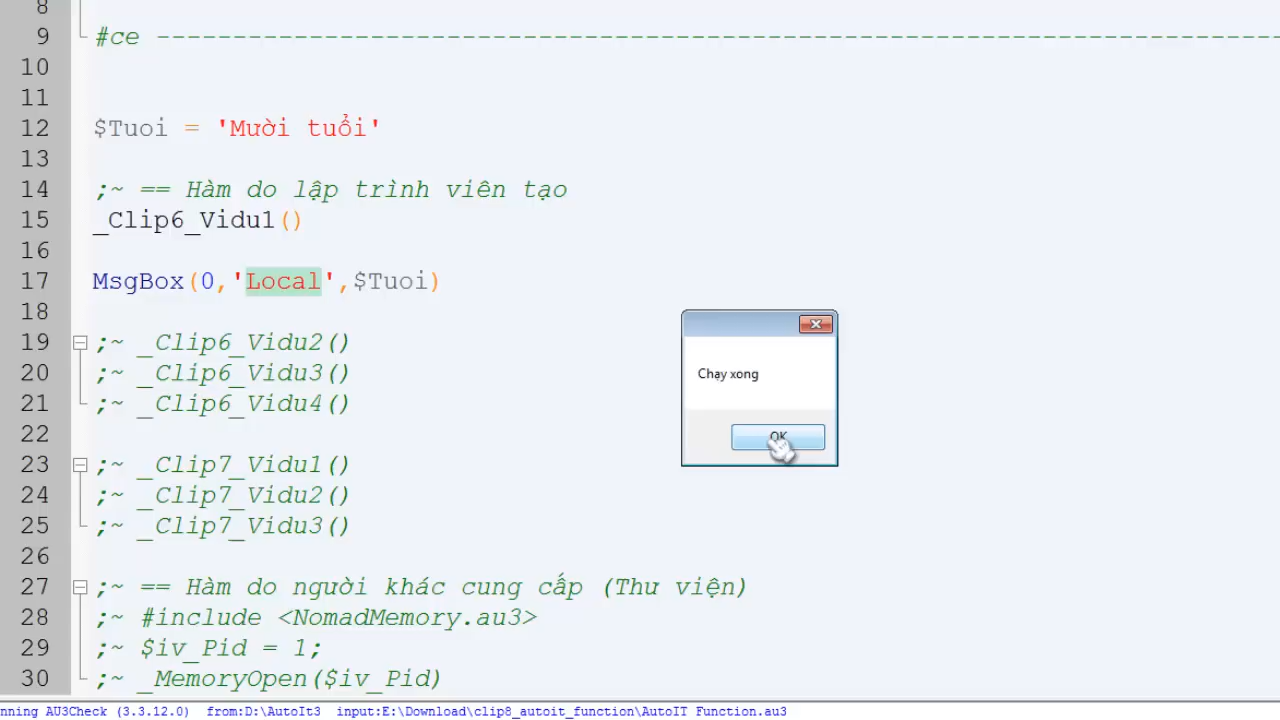 8
9 #ce ------------------------------------------------------------------------------
10
11
12 $Tuoi = 'Mười tuổi'
13
14 ;~ == Hàm do lập trình viên tạo
15 _Clip6_Vidu1()
16
17 MsgBox(0,'Local',$Tuoi)
18
19 ;~ _Clip6_Vidu2()
20 ;~ _Clip6_Vidu3()
21 ;~ _Clip6_Vidu4()
22
23 ;~ _Clip7_Vidu1()
24 ;~ _Clip7_Vidu2()
25 ;~ _Clip7_Vidu3()
26
27 ;~ == Hàm do người khác cung cấp (Thư viện)
28 ;~ #include <NomadMemory.au3>
29 ;~ $iv_Pid = 1;
30 ;~ _MemoryOpen($iv_Pid)
Chạy xong
OK
nning AU3Check (3.3.12.0) from:D:\AutoIt3 input:E:\Download\clip8_autoit_function\AutoIT Function.au3